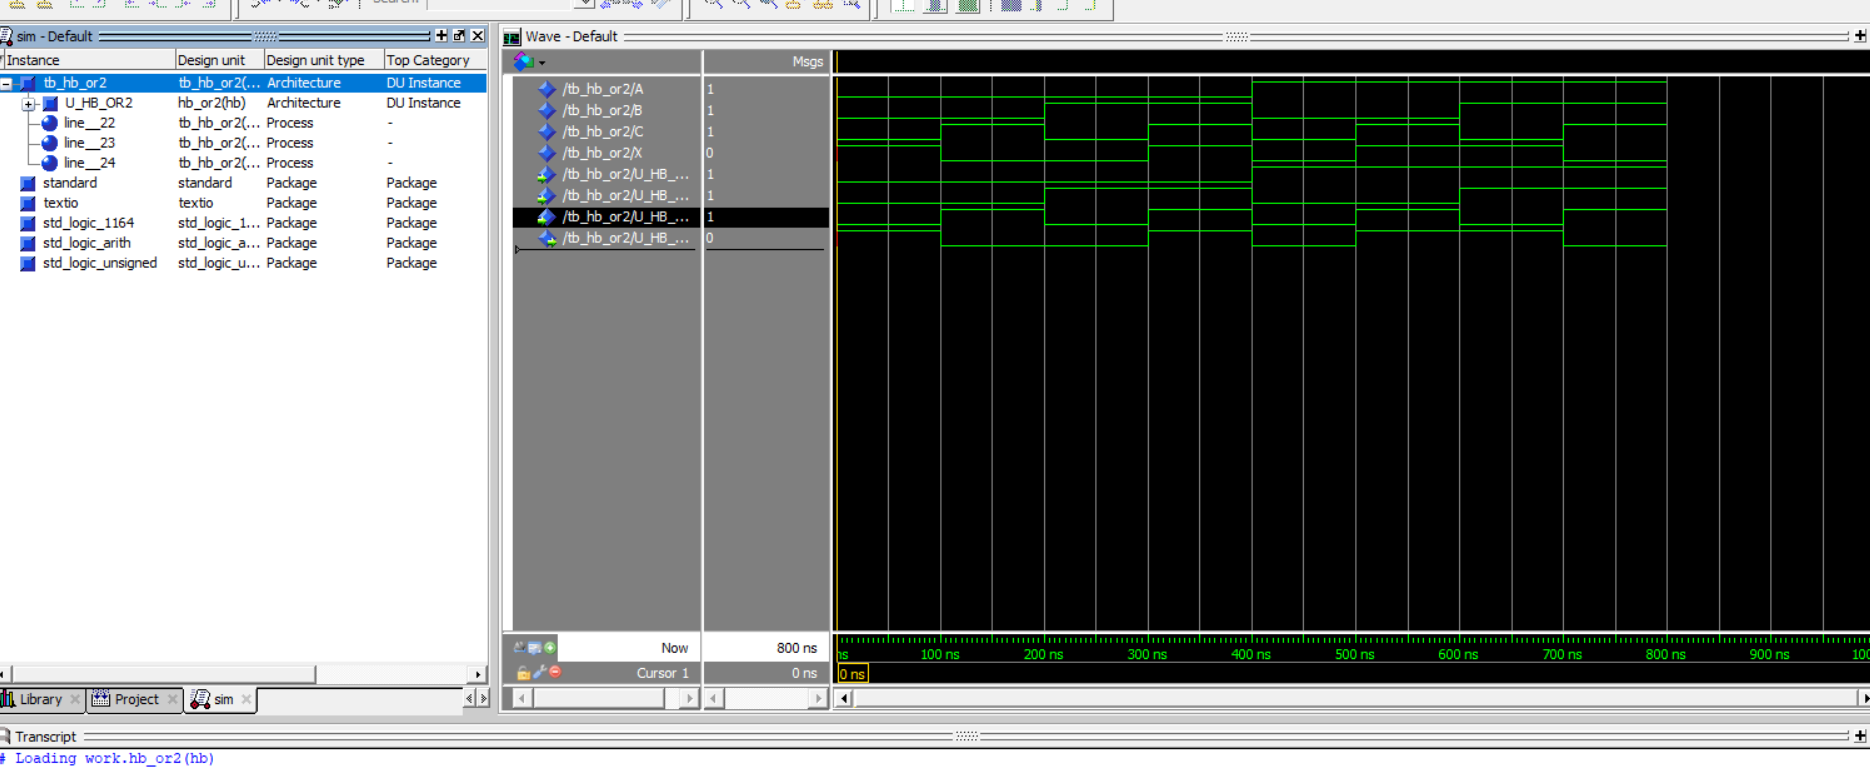 Search:
sim - Default
Instance Design unit Design unit type Top Category
tb_hb_or2 tb_hb_or2(... Architecture DU Instance
U_HB_OR2 hb_or2(hb) Architecture DU Instance
line__22 tb_hb_or2(... Process -
line__23 tb_hb_or2(... Process -
line__24 tb_hb_or2(... Process -
standard standard Package Package
textio textio Package Package
std_logic_1164 std_logic_1... Package Package
std_logic_arith std_logic_a... Package Package
std_logic_unsigned std_logic_u... Package Package
Library Project sim
Wave - Default
Msgs
/tb_hb_or2/A 1
/tb_hb_or2/B 1
/tb_hb_or2/C 1
/tb_hb_or2/X 0
/tb_hb_or2/U_HB_... 1
/tb_hb_or2/U_HB_... 1
/tb_hb_or2/U_HB_... 1
/tb_hb_or2/U_HB_... 0
Now 800 ns
ns 100 ns 200 ns 300 ns 400 ns 500 ns 600 ns 700 ns 800 ns 900 ns 100
Cursor 1 0 ns
0 ns
Transcript
# Loading work.hb_or2(hb)